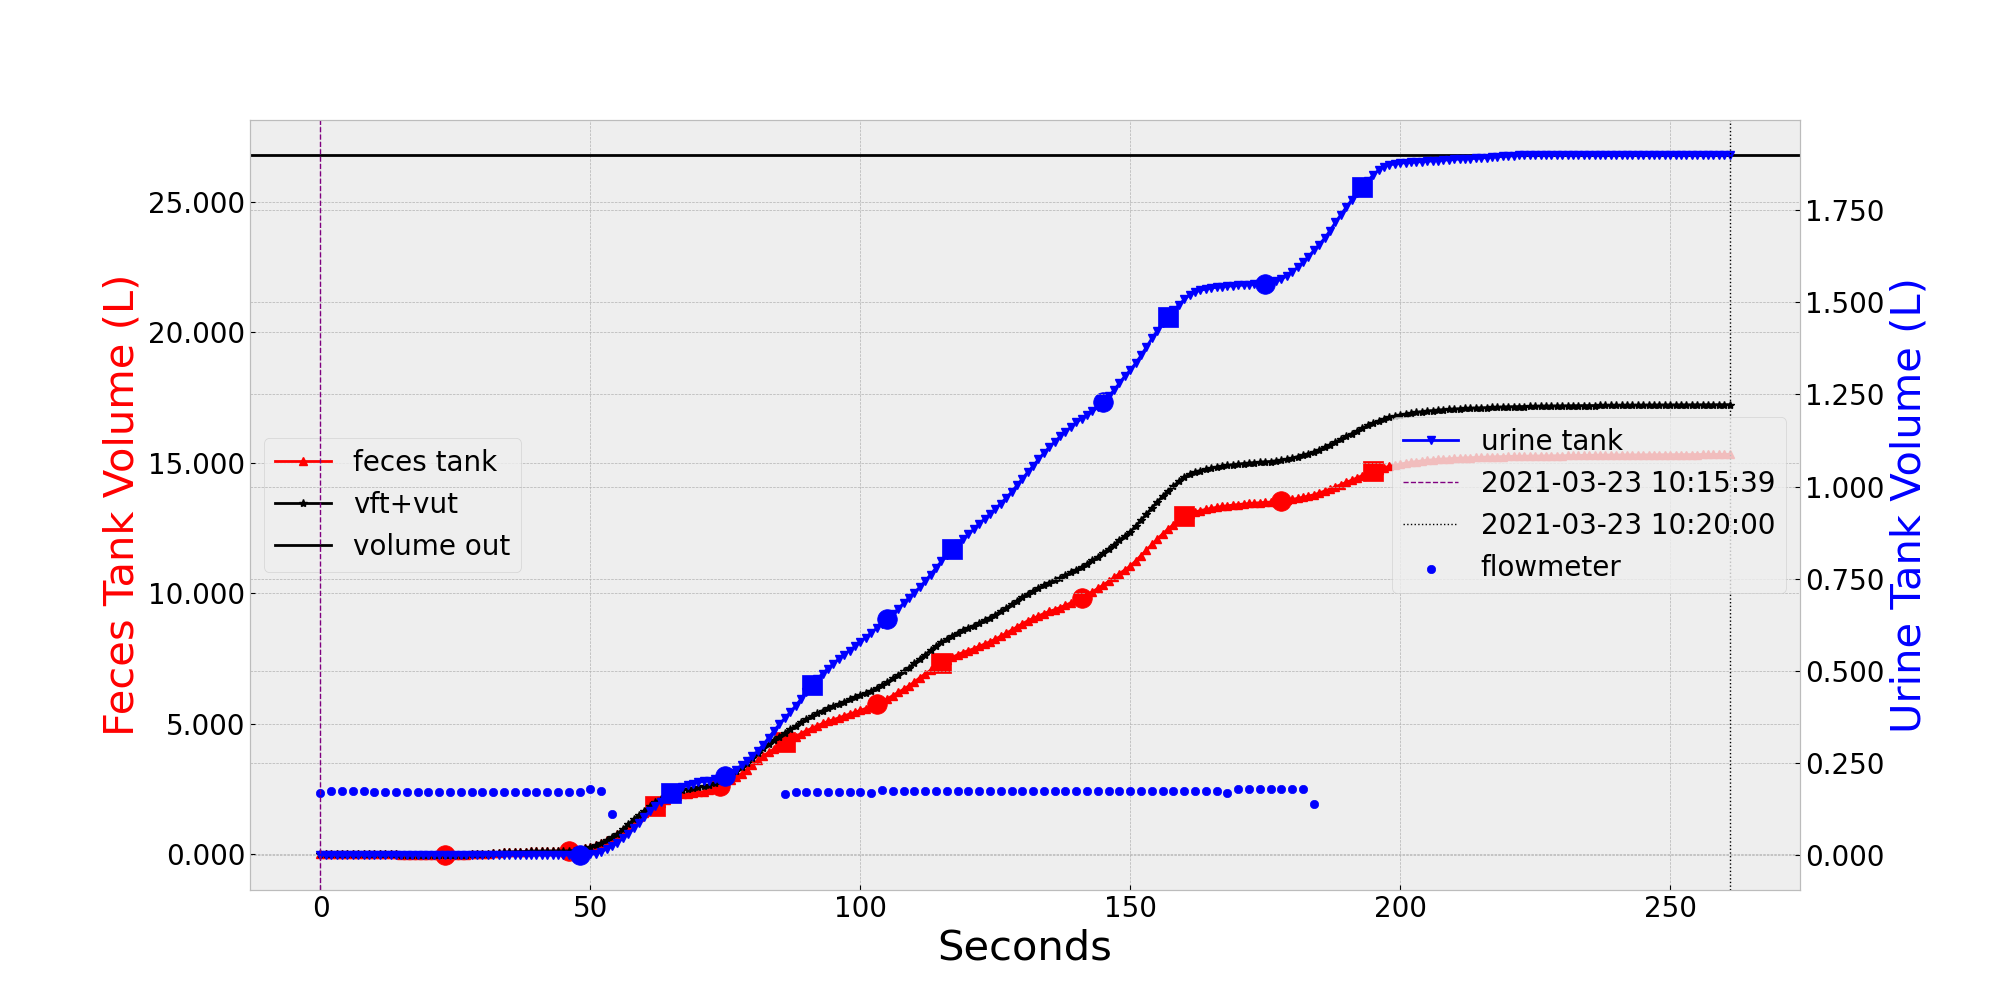 25.000
20.000
15.000
10.000
5.000
0.000
Feces Tank Volume (L)
feces tank
vft+vut
volume out
urine tank
2021-03-23 10:15:39
2021-03-23 10:20:00
flowmeter
1.750
1.500
1.250
1.000
0.750
0.500
0.250
0.000
Urine Tank Volume (L)
0 50 100 150 200 250
Seconds